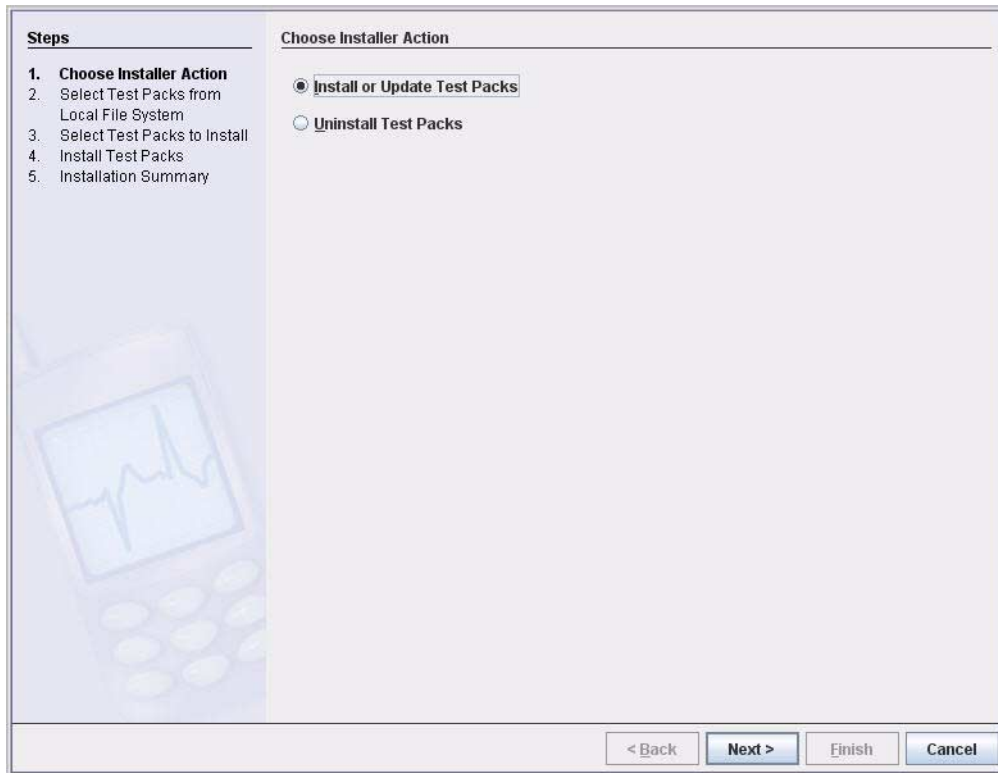 Steps
1. Choose Installer Action
2. Select Test Packs from
Local File System
3. Select Test Packs to Install
4. Install Test Packs
5. Installation Summary
Choose Installer Action
Install or Update Test Packs
Uninstall Test Packs
< Back
Next >
Finish
Cancel